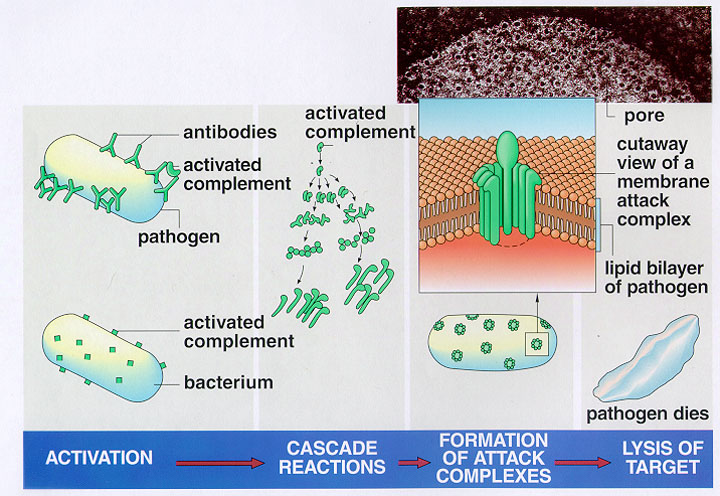 antibodies
activated
complement
pathogen
activated
complement
bacterium
activated
complement
pore
cutaway
view of a
membrane
attack
complex
lipid bilayer
of pathogen
pathogen dies
ACTIVATION
CASCADE
REACTIONS
FORMATION
OF ATTACK
COMPLEXES
LYSIS OF
TARGET